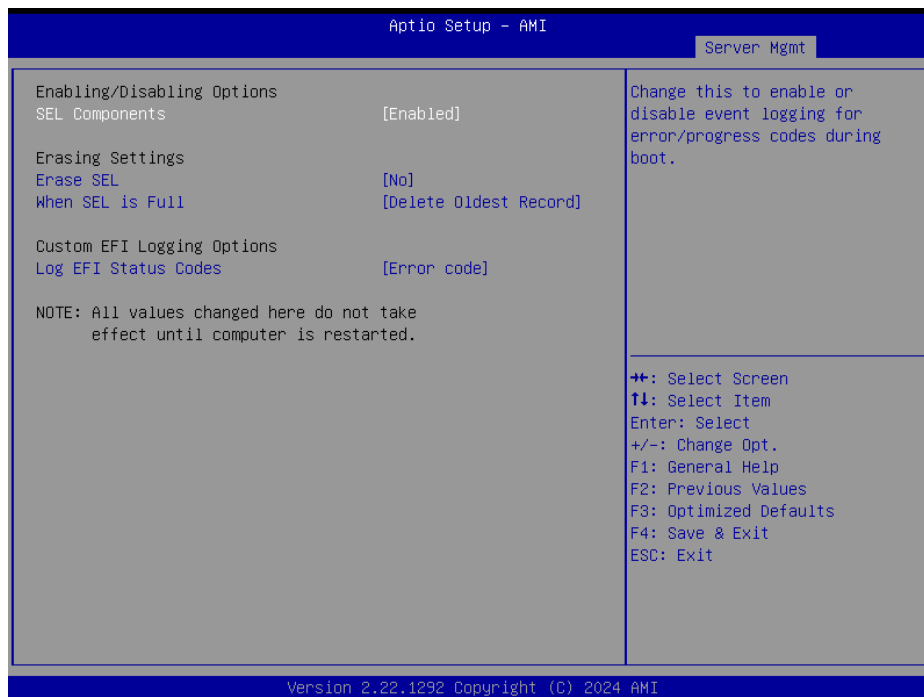 Aptio Setup – AMI
Server Mgmt
Enabling/Disabling Options
SEL Components [Enabled]
Erasing Settings
Erase SEL [No]
When SEL is Full [Delete Oldest Record]
Custom EFI Logging Options
Log EFI Status Codes [Error code]
NOTE: All values changed here do not take
effect until computer is restarted.
Change this to enable or
disable event logging for
error/progress codes during
boot.
→←: Select Screen
↑↓: Select Item
Enter: Select
+/-: Change Opt.
F1: General Help
F2: Previous Values
F3: Optimized Defaults
F4: Save & Exit
ESC: Exit
Version 2.22.1292 Copyright (C) 2024 AMI